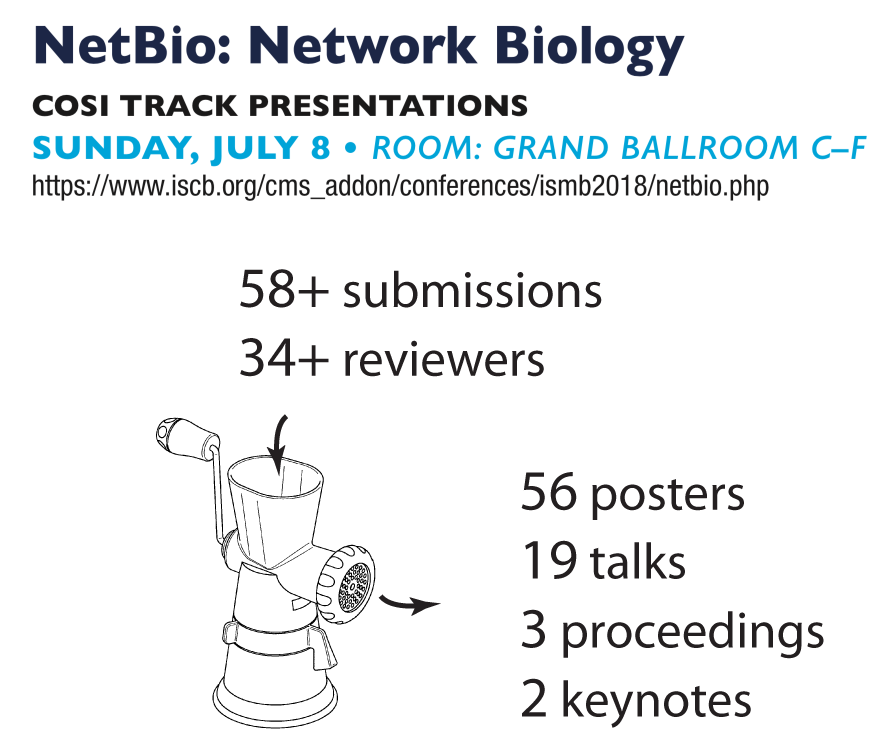 NetBio: Network Biology
COSI TRACK PRESENTATIONS
SUNDAY, JULY 8 • ROOM: GRAND BALLROOM C–F
https://www.iscb.org/cms_addon/conferences/ismb2018/netbio.php
58+ submissions
34+ reviewers
56 posters
19 talks
3 proceedings
2 keynotes